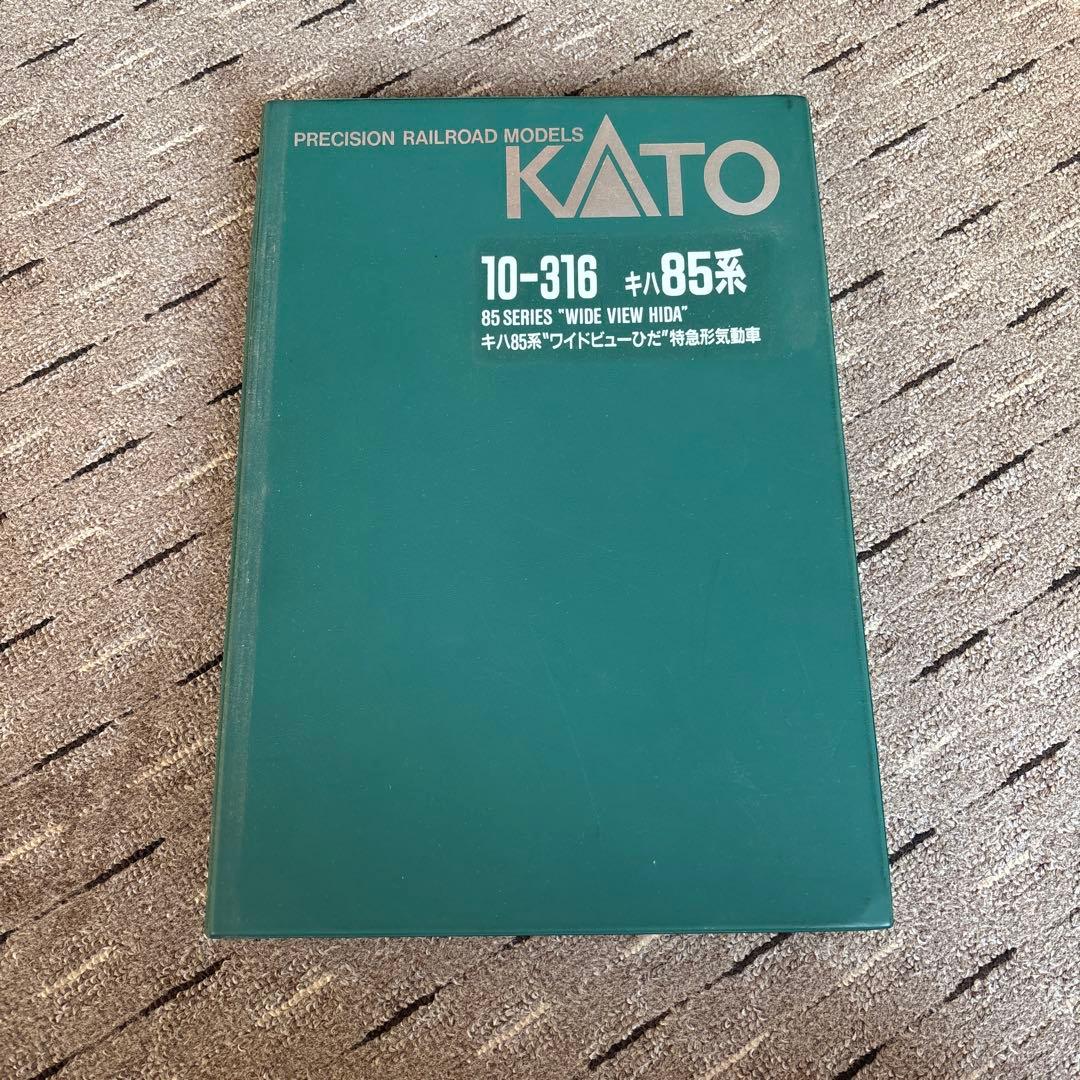 PRECISION RAILROAD MODELS
KATO
10-316 キハ85系
85 SERIES "WIDE VIEW HIDA"
キハ85系"ワイドビューひだ"特急形気動車